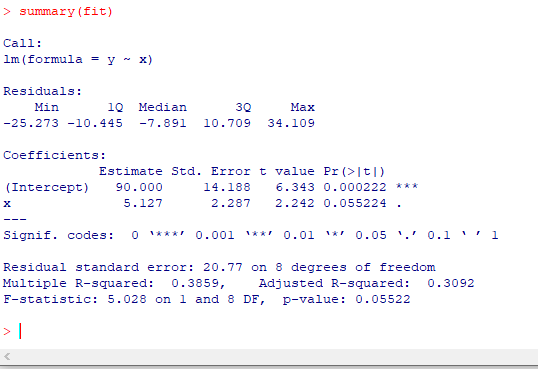 > summary(fit)
Call:
lm(formula = y ~ x)
Residuals:
    Min      1Q  Median      3Q     Max
-25.273 -10.445  -7.891  10.709  34.109
Coefficients:
            Estimate Std. Error t value Pr(>|t|)
(Intercept)   90.000     14.188   6.343 0.000222 ***
x              5.127      2.287   2.242 0.055224 .
---
Signif. codes:  0 ‘***’ 0.001 ‘**’ 0.01 ‘*’ 0.05 ‘.’ 0.1 ‘ ’ 1
Residual standard error: 20.77 on 8 degrees of freedom
Multiple R-squared:  0.3859,    Adjusted R-squared:  0.3092
F-statistic: 5.028 on 1 and 8 DF,  p-value: 0.05522
>